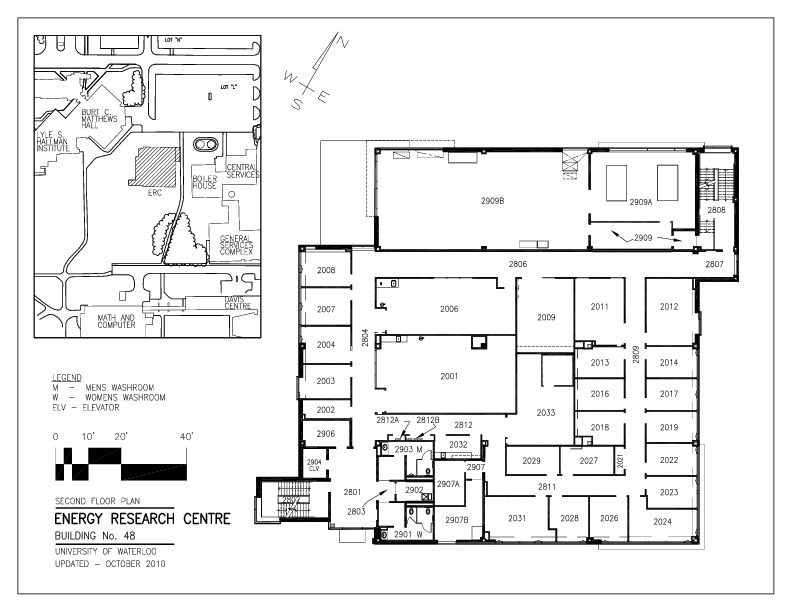 LOT "H"
LOT "L"
BURT C.
MATTHEWS
HALL
LYLE S.
HALLMAN
INSTITUTE
ERC
BOILER
HOUSE
CENTRAL
SERVICES
GENERAL
SERVICES
COMPLEX
DAVIS
CENTRE
MATH AND
COMPUTER
N
W
E
S
2909B
2909A
2808
2909
2806
2807
2008
2007
2004
2003
2002
2906
2804
2006
2009
2011
2012
2001
2809
2013
2014
2016
2017
2018
2019
2033
2812A
2812B
2812
2032
2903 M
2904
ELV
2907
2029
2027
2021
2022
2023
2801
2803
2902
2907A
2811
2907B
2901 W
2031
2028
2026
2024
LEGEND
M – MENS WASHROOM
W – WOMENS WASHROOM
ELV – ELEVATOR
0 10' 20' 40'
SECOND FLOOR PLAN
ENERGY RESEARCH CENTRE
BUILDING No. 48
UNIVERSITY OF WATERLOO
UPDATED – OCTOBER 2010